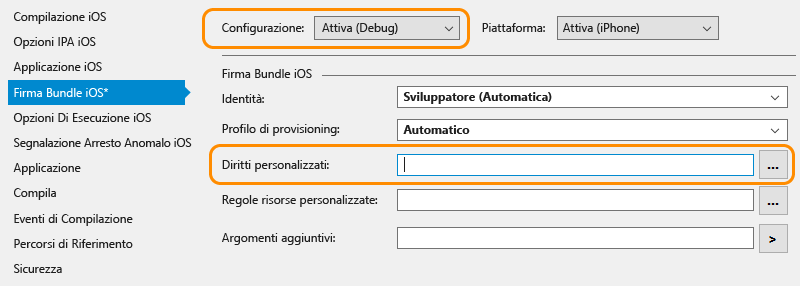 Compilazione iOS
Opzioni IPA iOS
Applicazione iOS
Firma Bundle iOS*
Opzioni Di Esecuzione iOS
Segnalazione Arresto Anomalo iOS
Applicazione
Compila
Eventi di Compilazione
Percorsi di Riferimento
Sicurezza
Configurazione: Attiva (Debug) Piattaforma: Attiva (iPhone)
Firma Bundle iOS
Identità: Sviluppatore (Automatica)
Profilo di provisioning: Automatico
Diritti personalizzati: ...
Regole risorse personalizzate: ...
Argomenti aggiuntivi: >